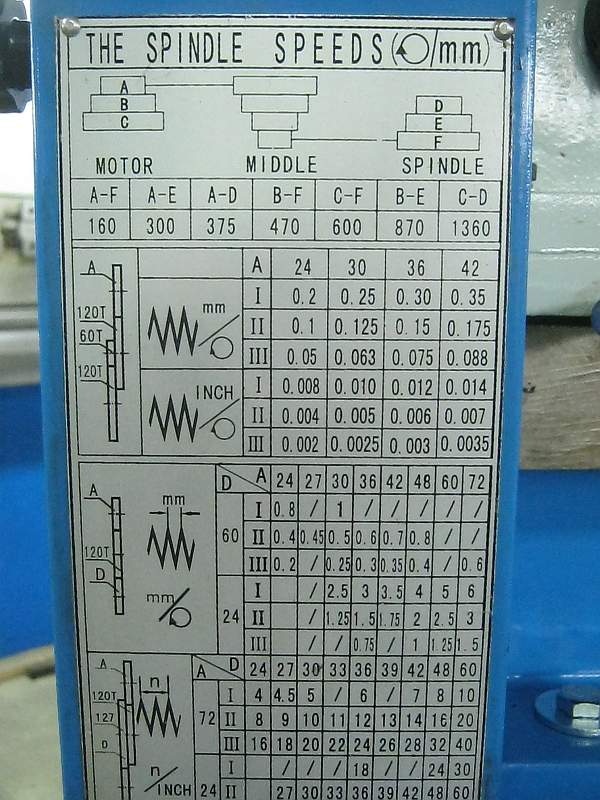 THE SPINDLE SPEEDS(/mm)
A
B
C
D
E
F
MOTOR MIDDLE SPINDLE
A-F A-E A-D B-F C-F B-E C-D
160 300 375 470 600 870 1360
A
120T
60T
120T
mm
INCH
A 24 30 36 42
I 0.2 0.25 0.30 0.35
II 0.1 0.125 0.15 0.175
III 0.05 0.063 0.075 0.088
I 0.008 0.010 0.012 0.014
II 0.004 0.005 0.006 0.007
III 0.002 0.0025 0.003 0.0035
A
120T
D
mm
mm/
D A 24 27 30 36 42 48 60 72
60
I 0.8 / 1 / / / / /
II 0.4 0.45 0.5 0.6 0.7 0.8 / /
III 0.2 / 0.25 0.3 0.35 0.4 / 0.6
24
I / 2.5 3 3.5 4 5 6
II / 1.25 1.5 1.75 2 2.5 3
III / / 0.75 / 1 1.25 1.5
A
120T
127
D
n
n/INCH
A D 24 27 30 33 36 39 42 48 60
72
I 4 4.5 5 / 6 / 7 8 10
II 8 9 10 11 12 13 14 16 20
III 16 18 20 22 24 26 28 32 40
24
I / / / 18 / / 24 30
II 27 30 33 36 39 42 48 60